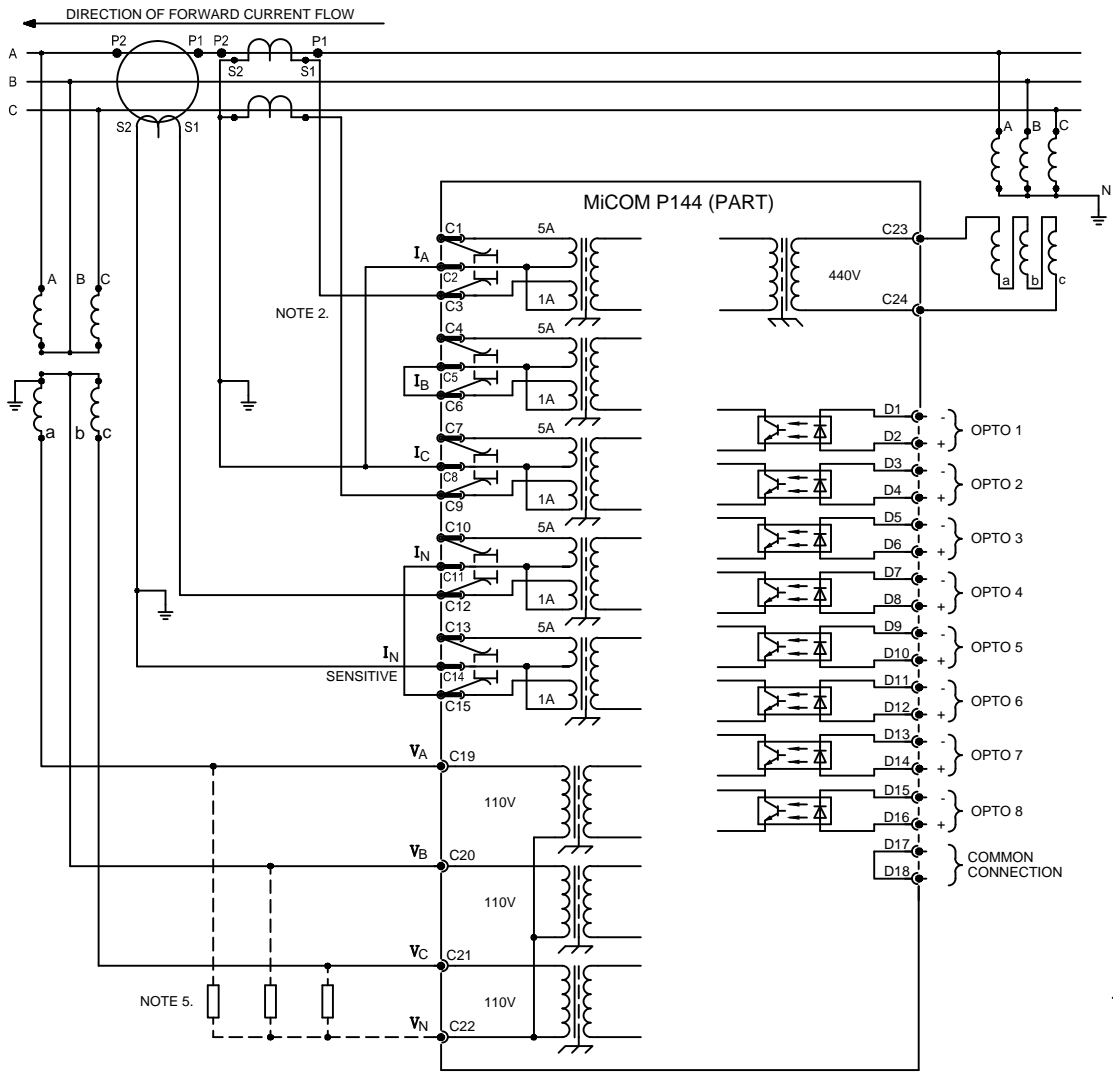 DIRECTION OF FORWARD CURRENT FLOW
P2 P1 P2 P1
A
S2 S1
B
C
S2 S1
A B C
N
MiCOM P144 (PART)
C1 5A
C23
IA
C2
440V
a b c
1A
C3
C24
NOTE 2.
A B C
C4 5A
C5
IB
1A
C6
D1 -
OPTO 1
D2 +
a b c
C7 5A
IC
C8
D3 -
OPTO 2
D4 +
1A
C9
D5 -
OPTO 3
D6 +
C10 5A
IN
C11
D7 -
OPTO 4
D8 +
1A
C12
D9 -
OPTO 5
D10 +
C13 5A
IN
SENSITIVE
C14
1A
C15
D11 -
OPTO 6
D12 +
D13 -
OPTO 7
D14 +
VA C19
110V
D15 -
OPTO 8
D16 +
D17
COMMON
CONNECTION
D18
VB C20
110V
VC C21
110V
NOTE 5.
VN C22